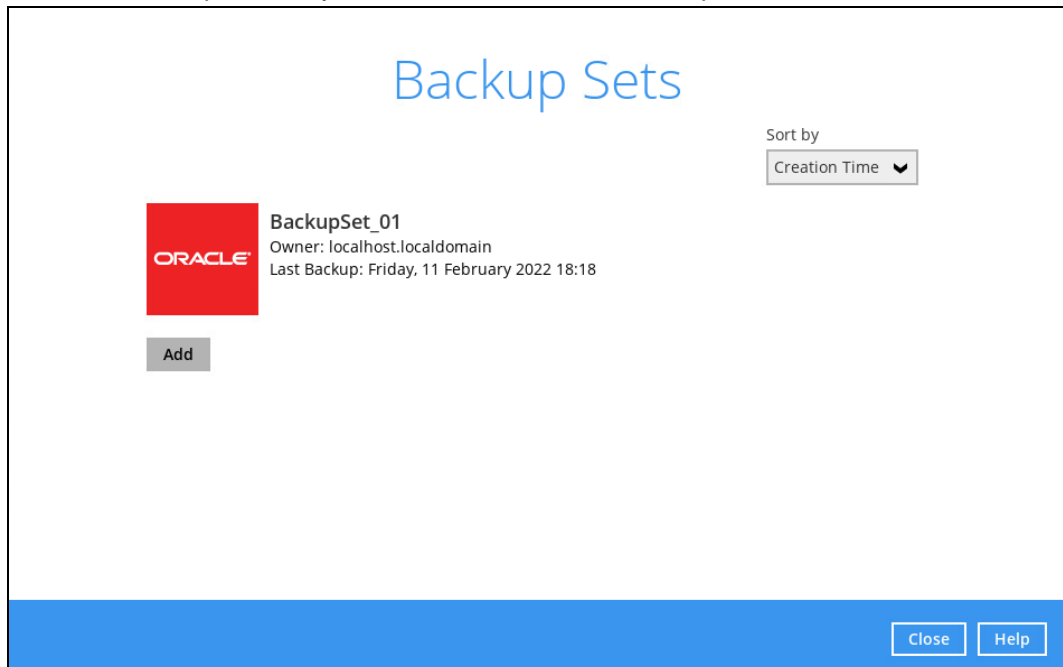 Backup Sets
Sort by
Creation Time
BackupSet_01
ORACLE
Owner: localhost.localdomain
Last Backup: Friday, 11 February 2022 18:18
Add
Close Help